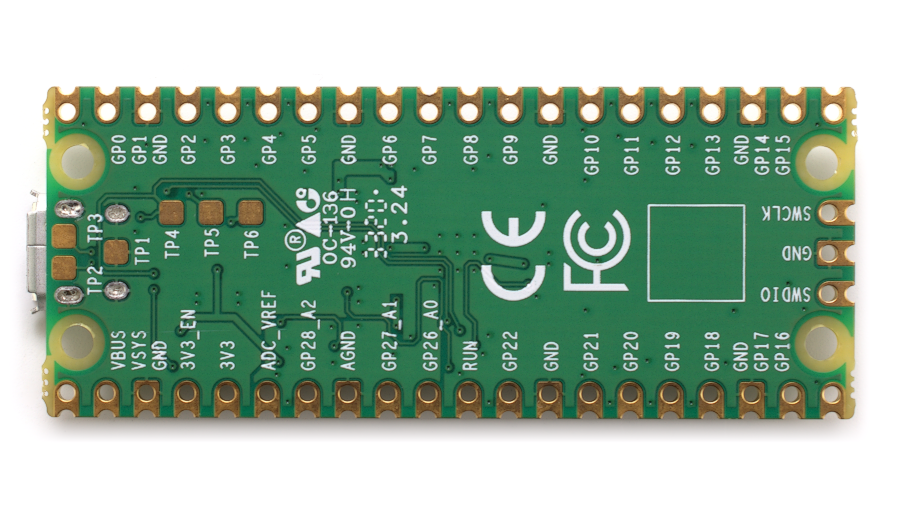 GP0
GP1
GND
GP2
GP3
GP4
GP5
GND
GP6
GP7
GP8
GP9
GND
GP10
GP11
GP12
GP13
GND
GP14
GP15
TP3
TP2
TP1
TP4
TP5
TP6
®
OC-136
94V-0H
3.24
CE
FC
SWCLK
GND
SWDIO
VBUS
VSYS
GND
3V3_EN
3V3
ADC_VREF
GP28_A2
AGND
GP27_A1
GP26_A0
RUN
GP22
GND
GP21
GP20
GP19
GP18
GND
GP17
GP16